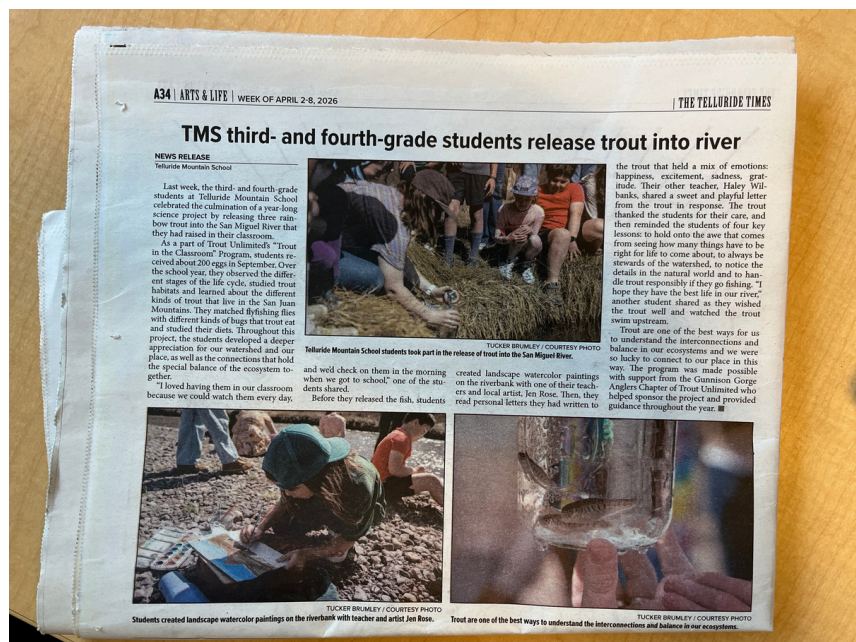 A34 | ARTS & LIFE | WEEK OF APRIL 2-8, 2026
| THE TELLURIDE TIMES
TMS third- and fourth-grade students release trout into river
NEWS RELEASE
Telluride Mountain School
Last week, the third- and fourth-grade
students at Telluride Mountain School
celebrated the culmination of a year-long
science project by releasing three rain-
bow trout into the San Miguel River that
they had raised in their classroom.
As a part of Trout Unlimited's "Trout
in the Classroom" Program, students re-
ceived about 200 eggs in September. Over
the school year, they observed the differ-
ent stages of the life cycle, studied trout
habitats and learned about the different
kinds of trout that live in the San Juan
Mountains. They matched flyfishing flies
with different kinds of bugs that trout eat
and studied their diets. Throughout this
project, the students developed a deeper
appreciation for our watershed and our
place, as well as the connections that hold
the special balance of the ecosystem to-
gether.
"I loved having them in our classroom
because we could watch them every day,
TUCKER BRUMLEY / COURTESY PHOTO
Telluride Mountain School students took part in the release of trout into the San Miguel River.
and we'd check on them in the morning
when we got to school," one of the stu-
dents shared.
Before they released the fish, students
created landscape watercolor paintings
on the riverbank with one of their teach-
ers and local artist, Jen Rose. Then, they
read personal letters they had written to
the trout that held a mix of emotions:
happiness, excitement, sadness, grat-
itude. Their other teacher, Haley Wil-
banks, shared a sweet and playful letter
from the trout in response. The trout
thanked the students for their care, and
then reminded the students of four key
lessons: to hold onto the awe that comes
from seeing how many things have to be
right for life to come about, to always be
stewards of the watershed, to notice the
details in the natural world and to han-
dle trout responsibly if they go fishing. "I
hope they have the best life in our river,"
another student shared as they wished
the trout well and watched the trout
swim upstream.
Trout are one of the best ways for us
to understand the interconnections and
balance in our ecosystems and we were
so lucky to connect to our place in this
way. The program was made possible
with support from the Gunnison Gorge
Anglers Chapter of Trout Unlimited who
helped sponsor the project and provided
guidance throughout the year. ■
TUCKER BRUMLEY / COURTESY PHOTO
Students created landscape watercolor paintings on the riverbank with teacher and artist Jen Rose.
TUCKER BRUMLEY / COURTESY PHOTO
Trout are one of the best ways to understand the interconnections and balance in our ecosystems.